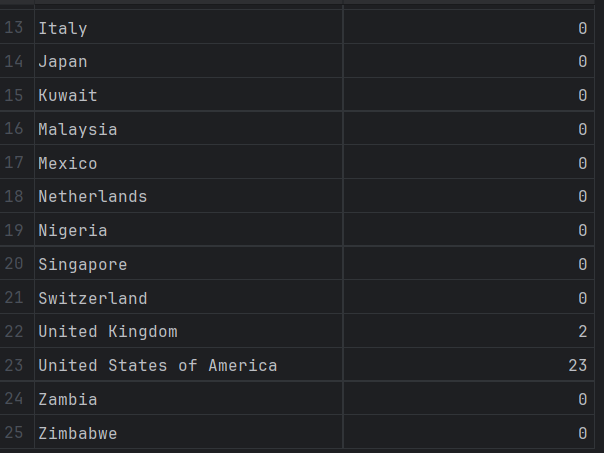 13 Italy 0
14 Japan 0
15 Kuwait 0
16 Malaysia 0
17 Mexico 0
18 Netherlands 0
19 Nigeria 0
20 Singapore 0
21 Switzerland 0
22 United Kingdom 2
23 United States of America 23
24 Zambia 0
25 Zimbabwe 0